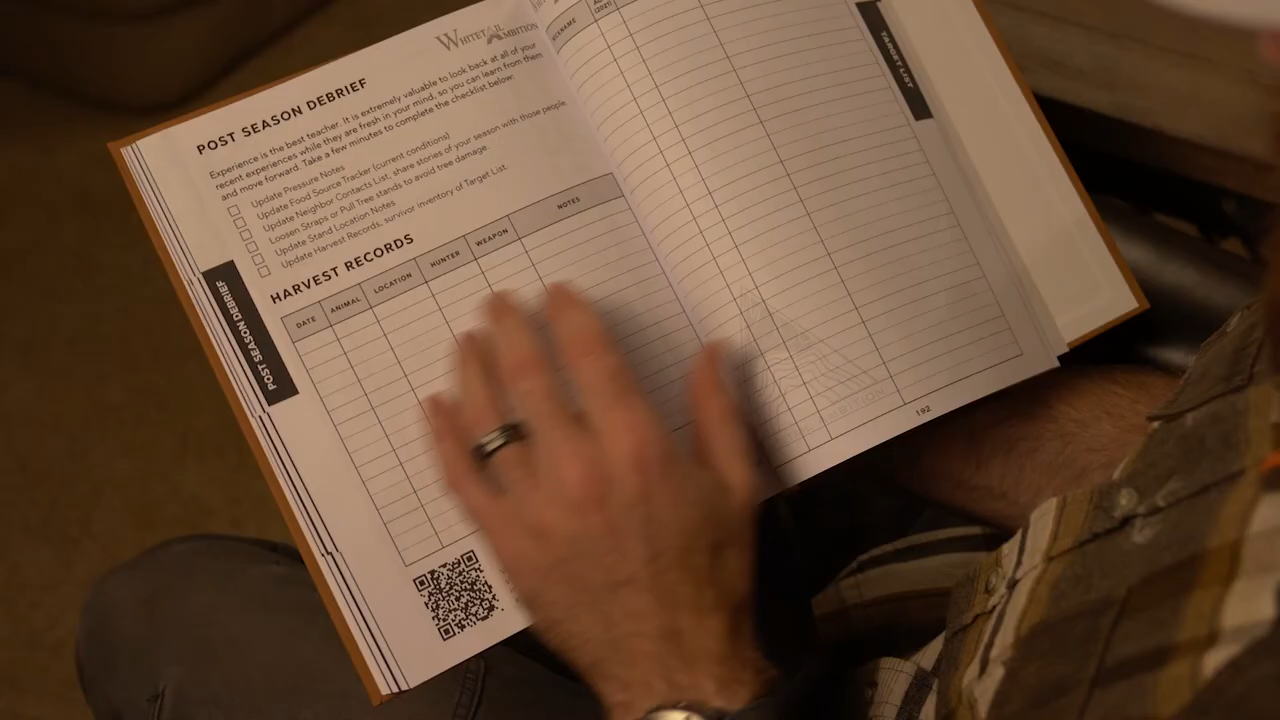 WHITETAIL AMBITION
POST SEASON DEBRIEF
Experience is the best teacher. It is extremely valuable to look back at all of your
recent experiences while they are fresh in your mind, so you can learn from them
and move forward. Take a few minutes to complete the checklist below:
Update Pressure Notes
Update Food Source Tracker (current conditions)
Update Neighbor Contacts List, share stories of your season with those people.
Loosen Straps or Pull Tree stands to avoid tree damage.
Update Stand Location Notes
Update Harvest Records, survivor inventory of Target List.
HARVEST RECORDS
DATE ANIMAL LOCATION HUNTER WEAPON NOTES
POST SEASON DEBRIEF
(2021)
TARGET LIST
192